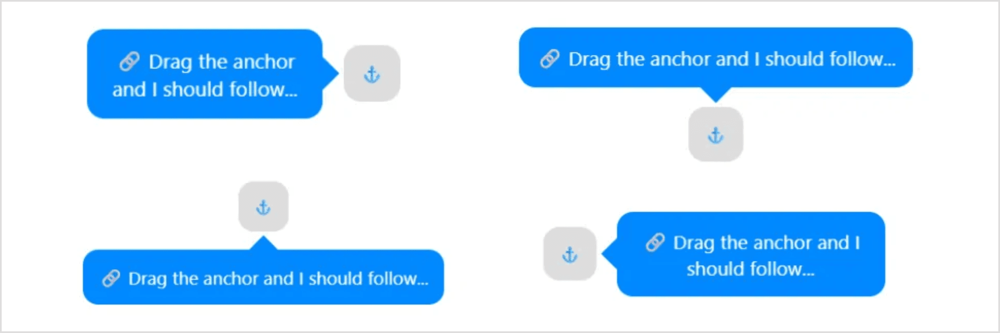 🔗 Drag the anchor
and I should follow...
🔗 Drag the anchor and I should follow...
🔗 Drag the anchor and I should follow...
🔗 Drag the anchor and I
should follow...